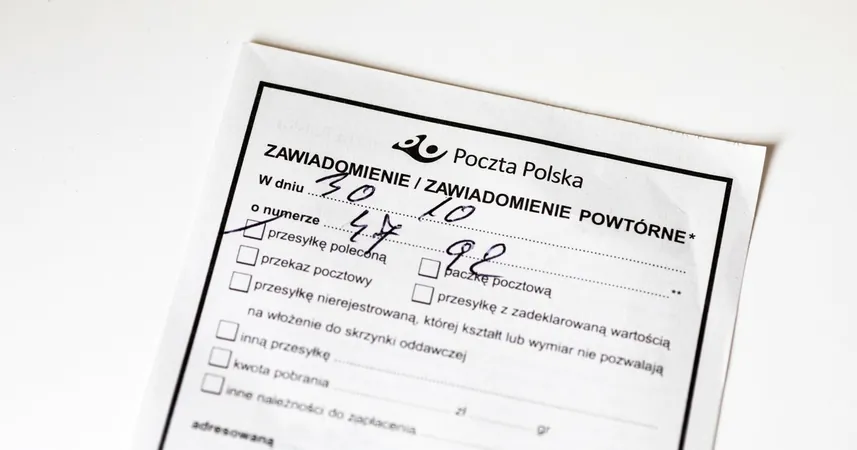 Poczta Polska
ZAWIADOMIENIE / ZAWIADOMIENIE POWTÓRNE*
W dniu 30 10
o numerze 47 92 **
przesyłkę poleconą paczkę pocztową
przekaz pocztowy przesyłkę z zadeklarowaną wartością
przesyłkę nierejestrowaną, której kształt lub wymiar nie pozwalają
na włożenie do skrzynki oddawczej
inną przesyłkę
kwota pobrania zł gr
inne należności do zapłacenia
adresowaną